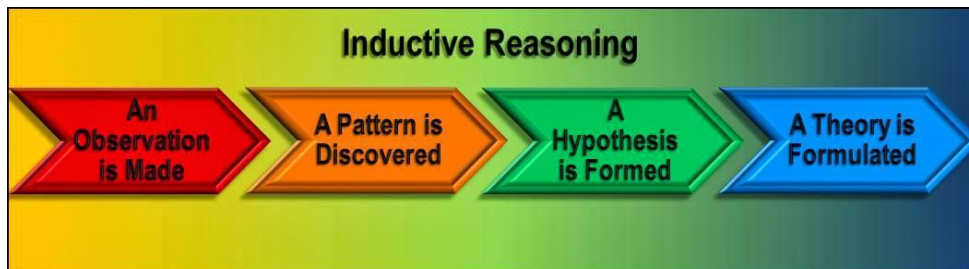 Inductive Reasoning
An
Observation
is Made
A Pattern is
Discovered
A
Hypothesis
is Formed
A Theory is
Formulated